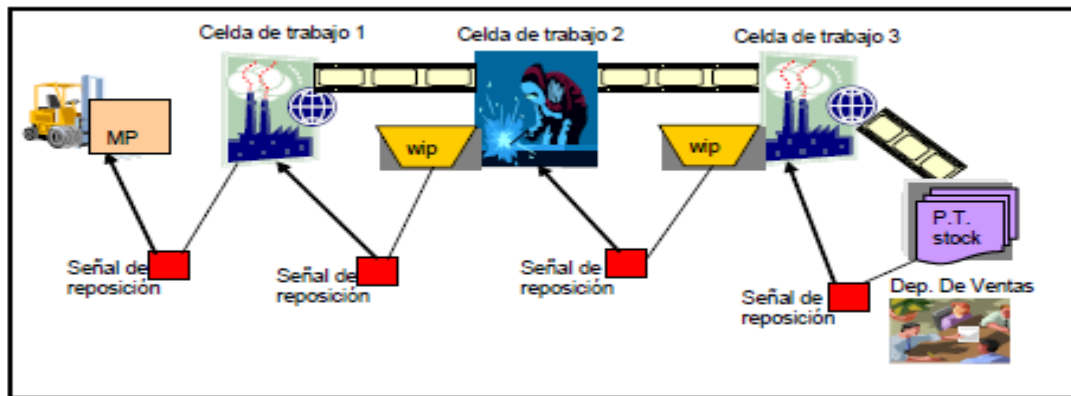 Celda de trabajo 1
Celda de trabajo 2
Celda de trabajo 3
MP
wip
wip
P.T.
stock
Señal de
reposición
Señal de
reposición
Señal de
reposición
Señal de
reposición
Dep. De Ventas